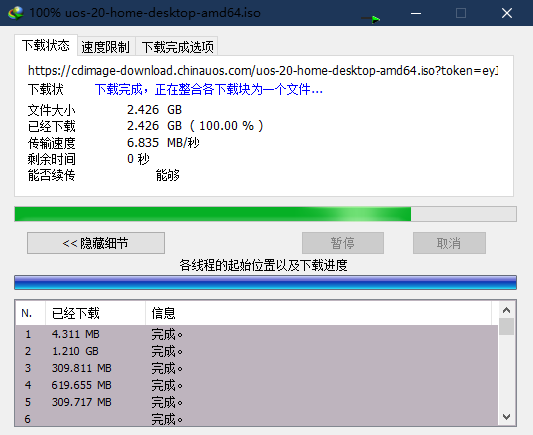 100% uos-20-home-desktop-amd64.iso
下载状态 速度限制 下载完成选项
https://cdimage-download.chinauos.com/uos-20-home-desktop-amd64.iso?token=eyJ
下载状 下载完成，正在整合各下载块为一个文件...
文件大小 2.426 GB
已经下载 2.426 GB ( 100.00 % )
传输速度 6.835 MB/秒
剩余时间 0 秒
能否续传 能够
<< 隐藏细节 暂停 取消
各线程的起始位置以及下载进度
N. 已经下载 信息
1 4.311 MB 完成。
2 1.210 GB 完成。
3 309.811 MB 完成。
4 619.655 MB 完成。
5 309.717 MB 完成。
6 完成。